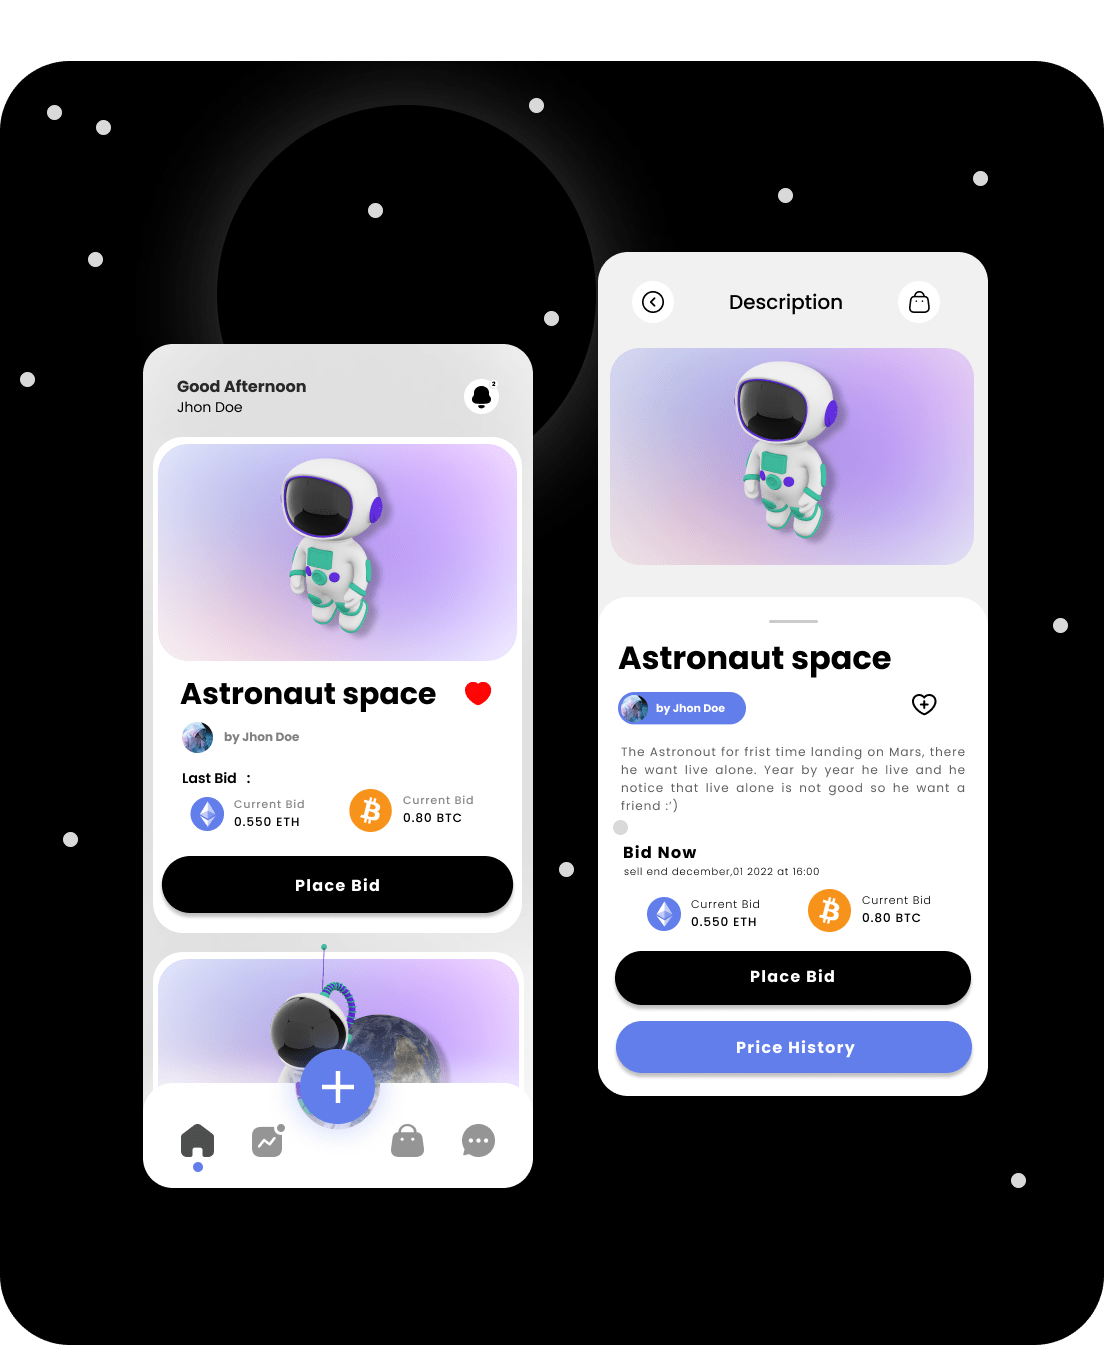 Good Afternoon
Jhon Doe
2
Astronaut space
by Jhon Doe
Last Bid :
Current Bid
0.550 ETH
Current Bid
0.80 BTC
Place Bid
Description
Astronaut space
by Jhon Doe
The Astronout for frist time landing on Mars, there
he want live alone. Year by year he live and he
notice that live alone is not good so he want a
friend :')
Bid Now
sell end december,01 2022 at 16:00
Current Bid
0.550 ETH
Current Bid
0.80 BTC
Place Bid
Price History